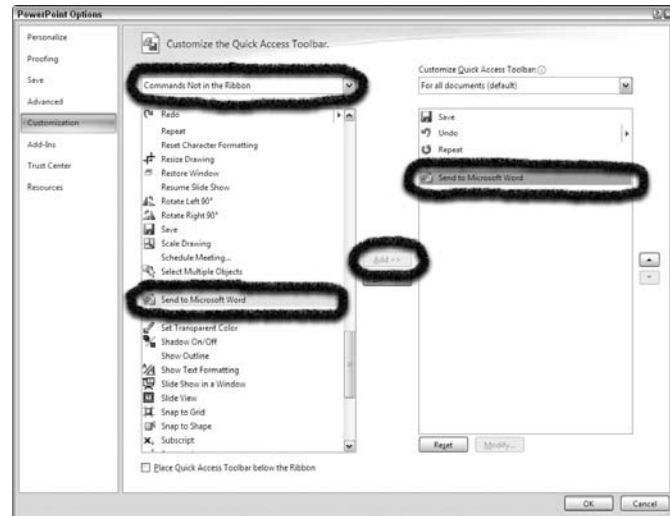 PowerPoint Options
Personalize
Proofing
Save
Advanced
Customization
Add-Ins
Trust Center
Resources
Customize the Quick Access Toolbar.
Commands Not in the Ribbon
Redo
Repeat
Reset Character Formatting
Resize Drawing
Restore Window
Resume Slide Show
Rotate Left 90°
Rotate Right 90°
Save
Scale Drawing
Schedule Meeting...
Select Multiple Objects
Send to Microsoft Word
Set Transparent Color
Shadow On/Off
Show Outline
Show Text Formatting
Slide Show in a Window
Slide View
Snap to Grid
Snap to Shape
Subscript
Place Quick Access Toolbar below the Ribbon
Add >>
Customize Quick Access Toolbar:
For all documents (default)
Save
Undo
Repeat
Send to Microsoft Word
Reset
Modify...
OK
Cancel